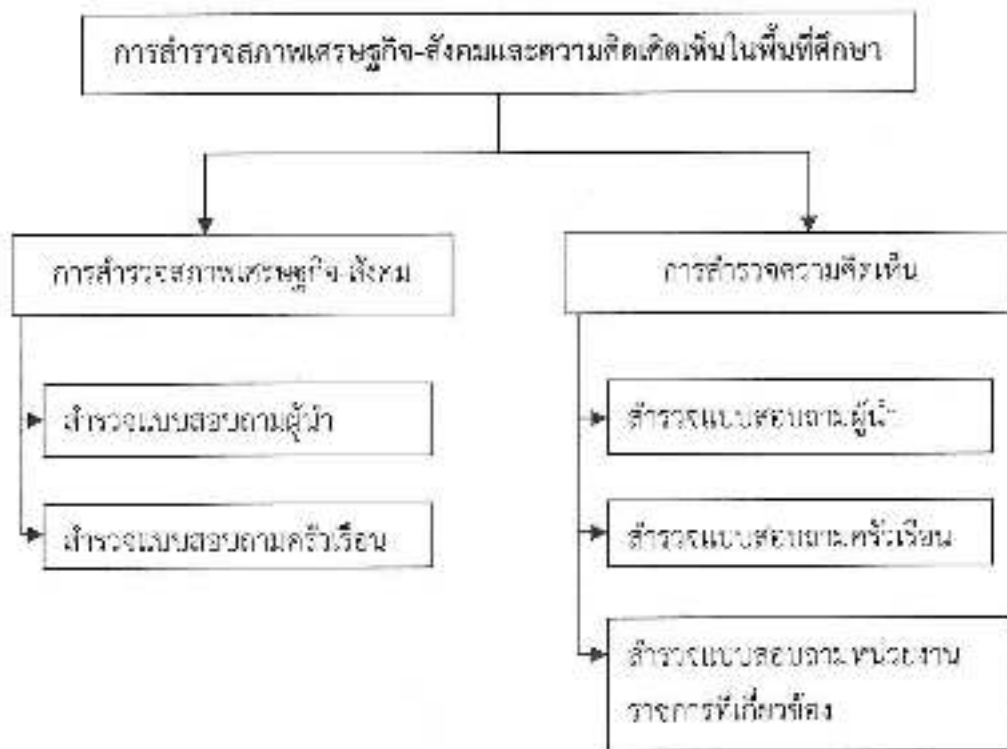 การสำรวจสภาพเศรษฐกิจ-สังคมและความคิดเคิดเห็นในพื้นที่ศึกษา
การสำรวจสภาพเศรษฐกิจ-สังคม
สำรวจแบบสอบถามผู้นำ
สำรวจแบบสอบถามครัวเรือน
การสำรวจความคิดเห็น
สำรวจแบบสอบถามผู้นำ
สำรวจแบบสอบถามครัวเรือน
สำรวจแบบสอบถามหน่วยงาน
ราชการที่เกี่ยวข้อง